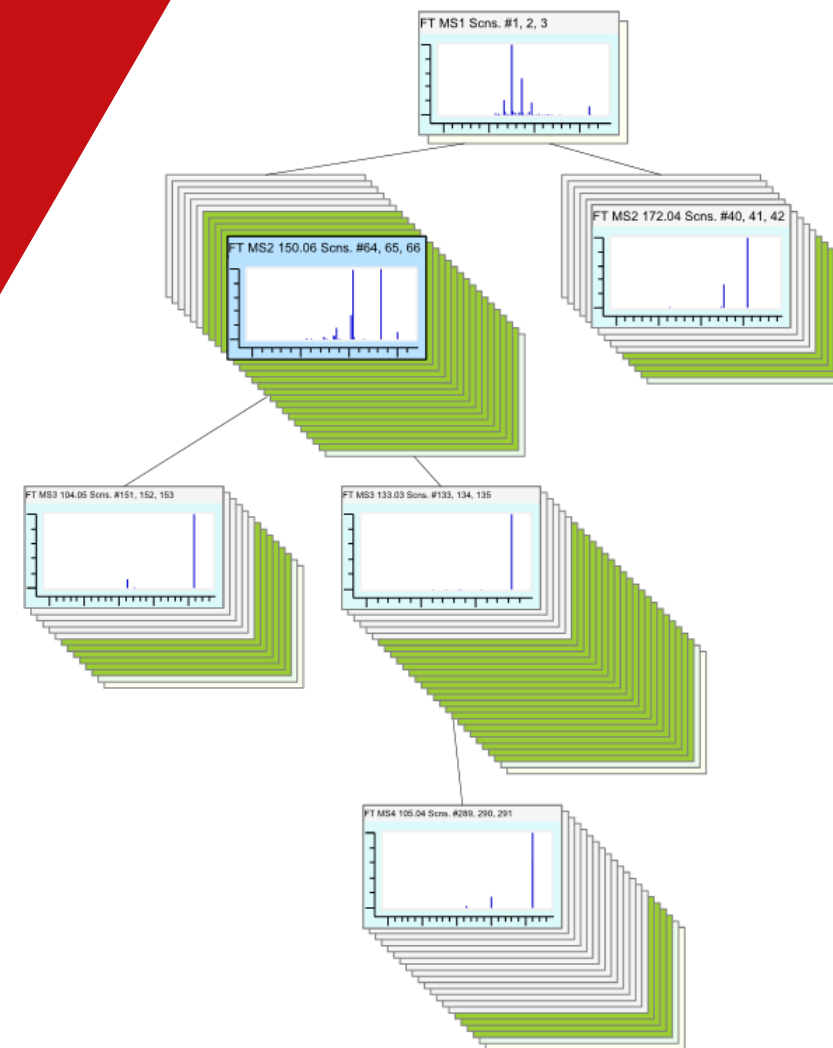 FT MS1 Scns. #1, 2, 3
FT MS2 150.06 Scns. #64, 65, 66
FT MS2 172.04 Scns. #40, 41, 42
FT MS3 104.05 Scns. #151, 152, 153
FT MS3 133.03 Scns. #133, 134, 135
FT MS4 105.04 Scns. #289, 290, 291